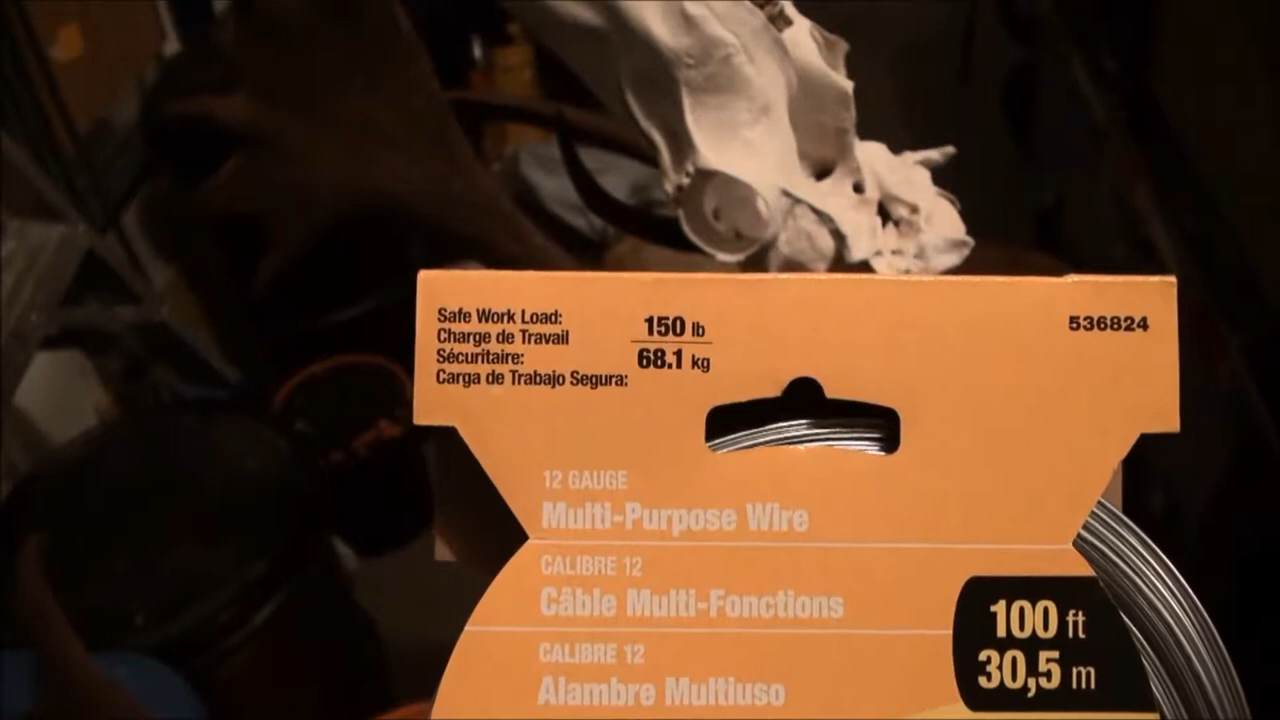 Safe Work Load:
Charge de Travail
Sécuritaire:
Carga de Trabajo Segura:
150 lb
68.1 kg
536824
12 GAUGE
Multi-Purpose Wire
CALIBRE 12
Câble Multi-Fonctions
CALIBRE 12
Alambre Multiuso
100 ft
30,5 m